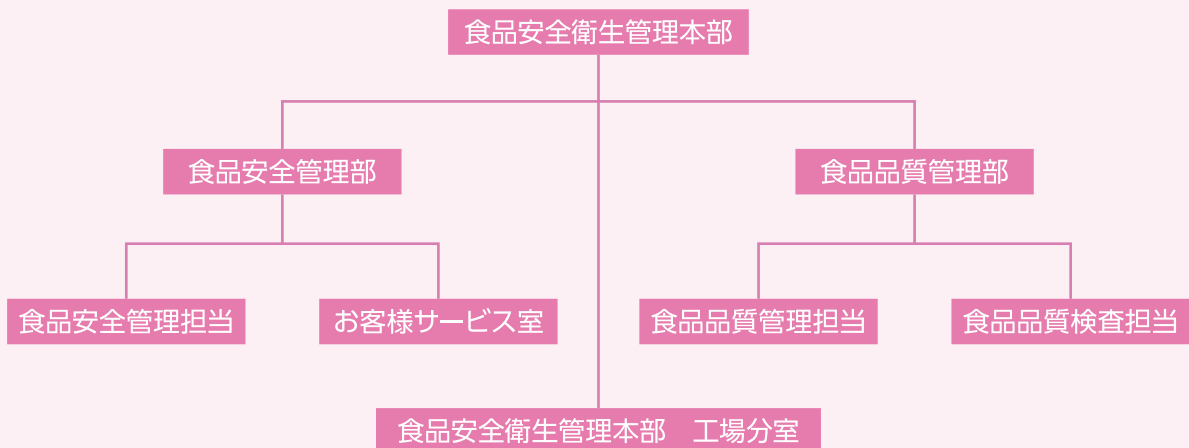 食品安全衛生管理本部
食品安全管理部
食品品質管理部
食品安全管理担当
お客様サービス室
食品品質管理担当
食品品質検査担当
食品安全衛生管理本部　工場分室